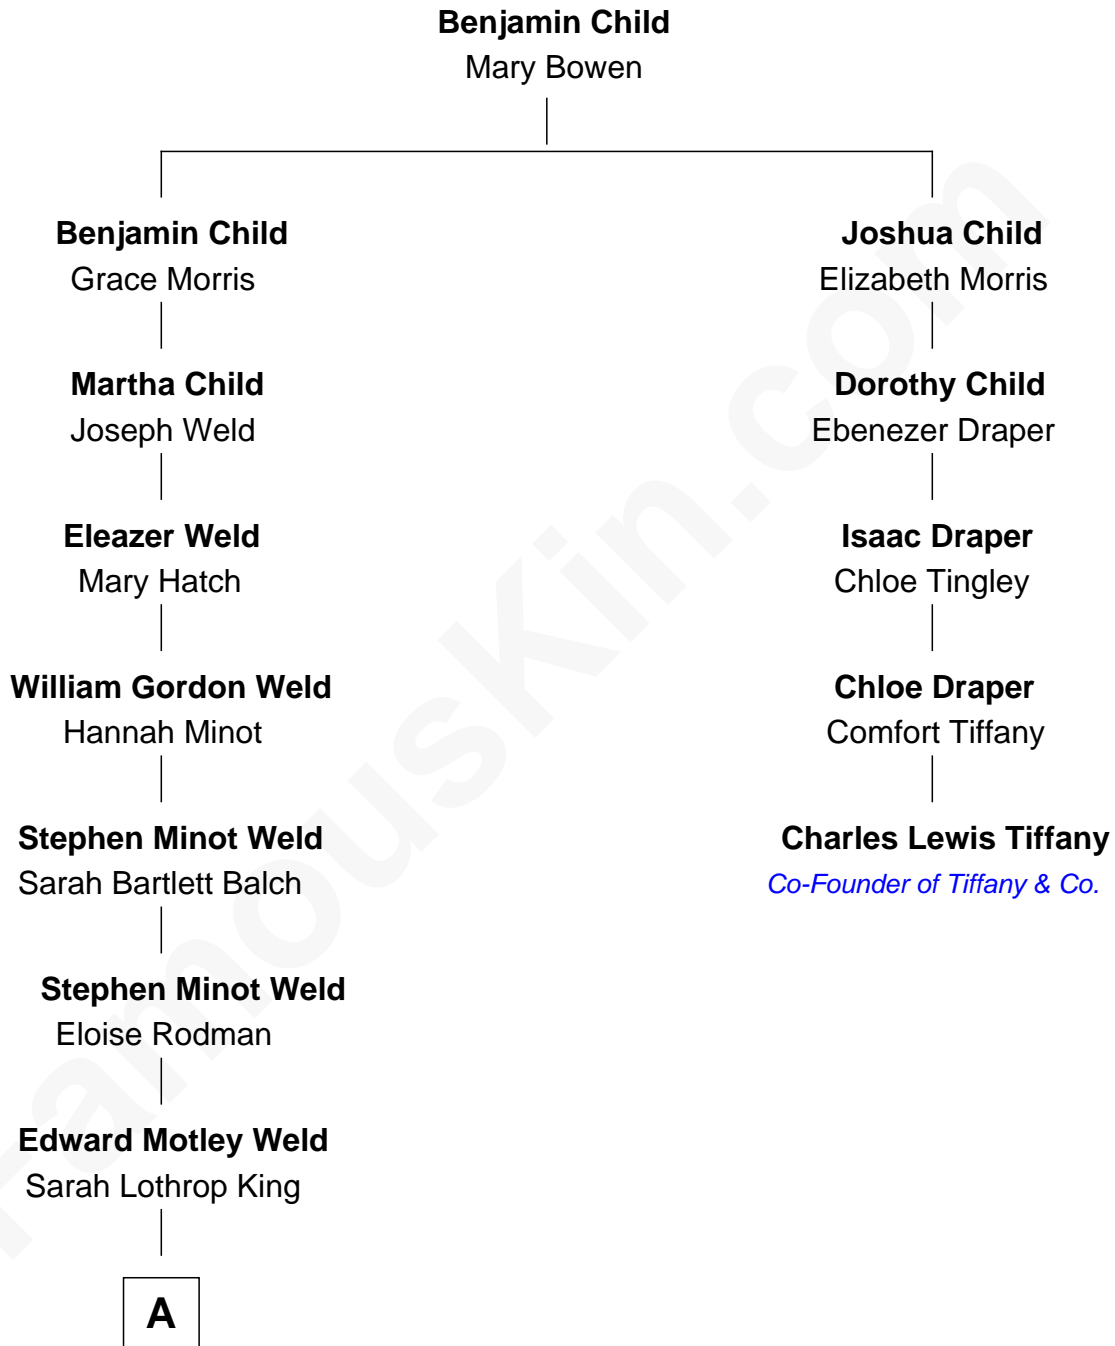 Benjamin Child
Mary Bowen
Benjamin Child
Grace Morris
Joshua Child
Elizabeth Morris
Martha Child
Joseph Weld
Dorothy Child
Ebenezer Draper
Eleazer Weld
Mary Hatch
Isaac Draper
Chloe Tingley
William Gordon Weld
Hannah Minot
Chloe Draper
Comfort Tiffany
Stephen Minot Weld
Sarah Bartlett Balch
Charles Lewis Tiffany
Co-Founder of Tiffany & Co.
Stephen Minot Weld
Eloise Rodman
Edward Motley Weld
Sarah Lothrop King
A
FamousKin.com